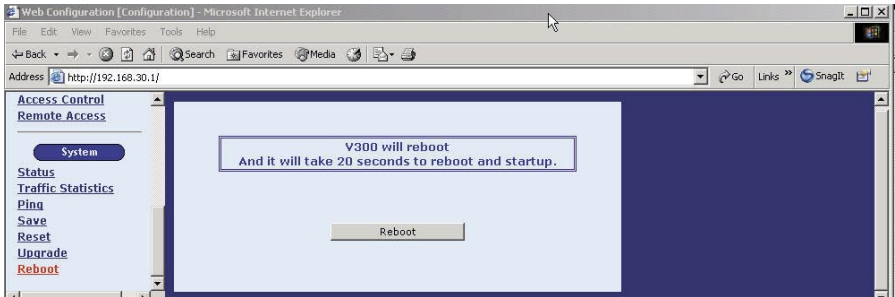 Web Configuration [Configuration] - Microsoft Internet Explorer
File Edit View Favorites Tools Help
Back Search Favorites Media
Address http://192.168.30.1/ Go Links » SnagIt
Access Control
Remote Access
System
Status
Traffic Statistics
Ping
Save
Reset
Upgrade
Reboot
V300 will reboot
And it will take 20 seconds to reboot and startup.
Reboot